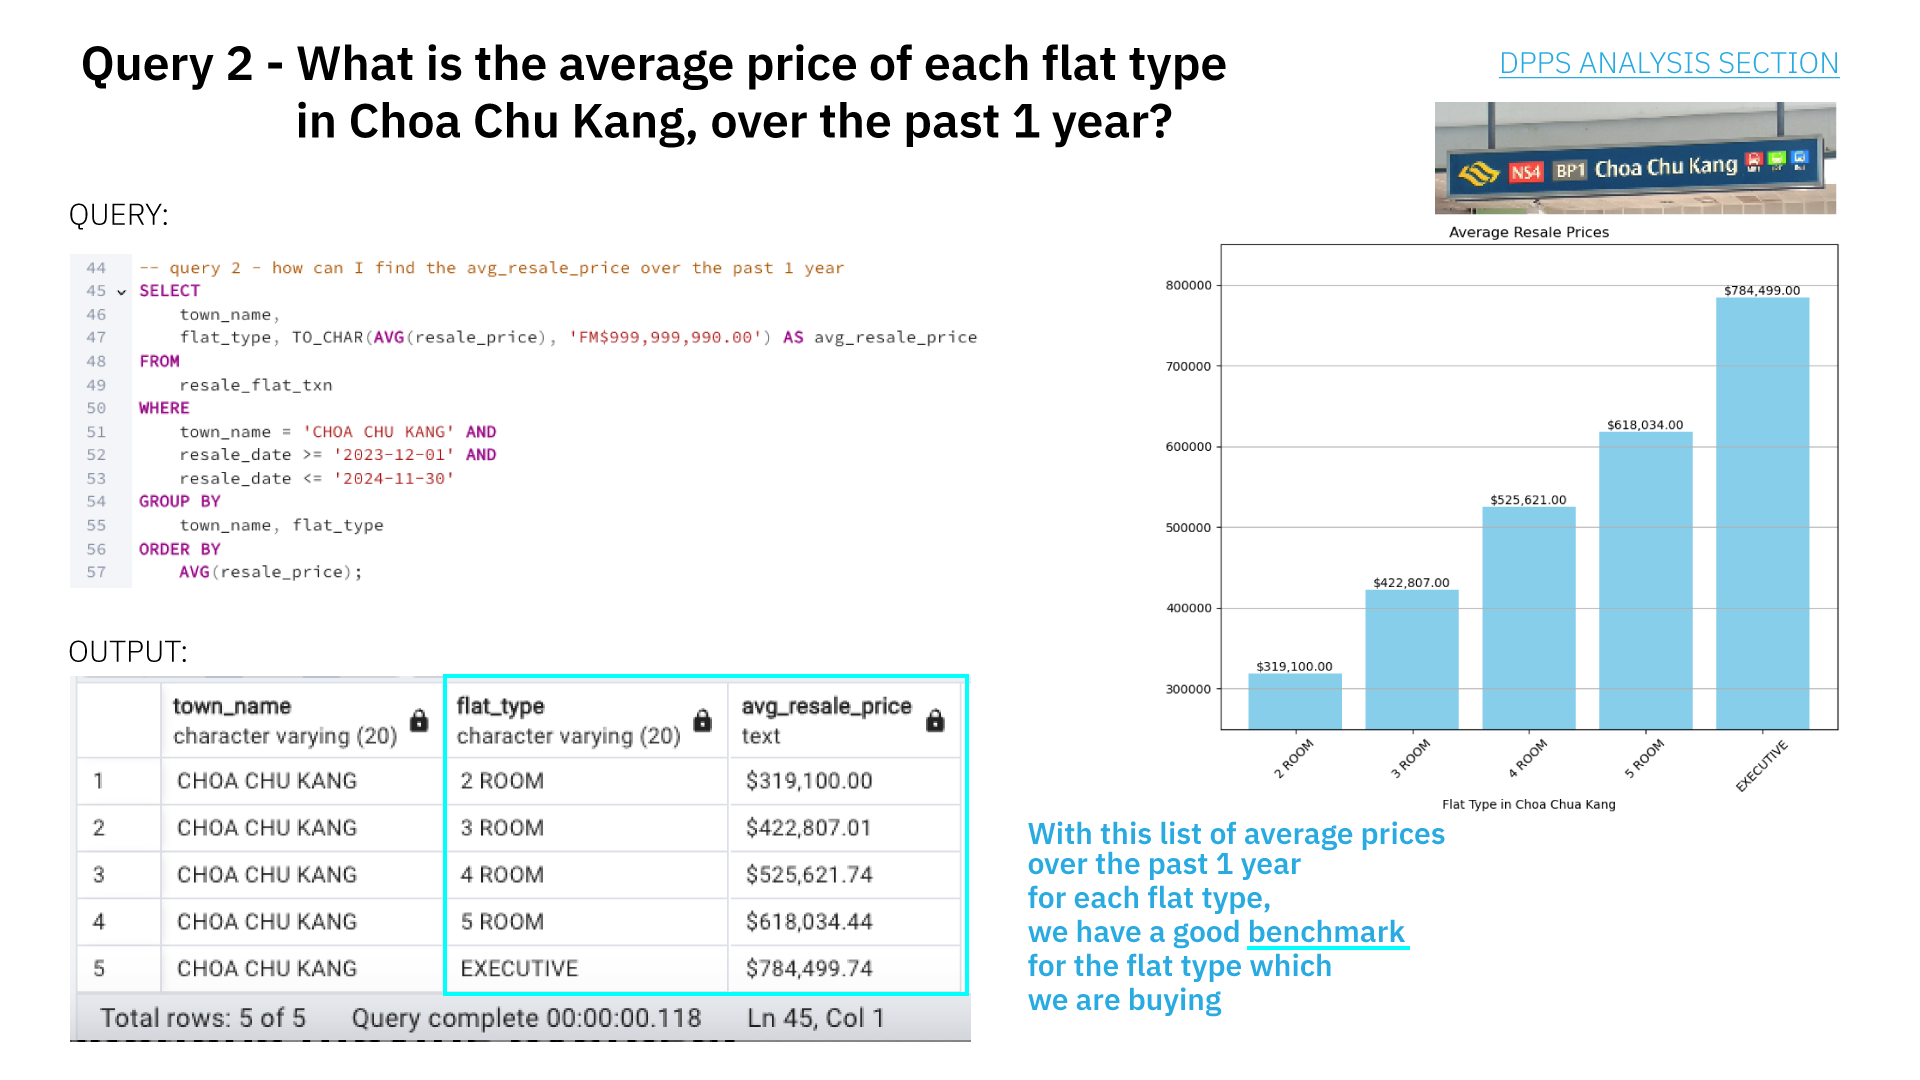 Query 2 - What is the average price of each flat type
in Choa Chu Kang, over the past 1 year?
DPPS ANALYSIS SECTION
NS4 BP1 Choa Chu Kang
QUERY:
44 -- query 2 - how can I find the avg_resale_price over the past 1 year
45 SELECT
46 town_name,
47 flat_type, TO_CHAR(AVG(resale_price), 'FM$999,999,990.00') AS avg_resale_price
48 FROM
49 resale_flat_txn
50 WHERE
51 town_name = 'CHOA CHU KANG' AND
52 resale_date >= '2023-12-01' AND
53 resale_date <= '2024-11-30'
54 GROUP BY
55 town_name, flat_type
56 ORDER BY
57 AVG(resale_price);
OUTPUT:
town_name flat_type avg_resale_price
character varying (20) character varying (20) text
1 CHOA CHU KANG 2 ROOM $319,100.00
2 CHOA CHU KANG 3 ROOM $422,807.01
3 CHOA CHU KANG 4 ROOM $525,621.74
4 CHOA CHU KANG 5 ROOM $618,034.44
5 CHOA CHU KANG EXECUTIVE $784,499.74
Total rows: 5 of 5 Query complete 00:00:00.118 Ln 45, Col 1
Average Resale Prices
800000
700000
600000
500000
400000
300000
$319,100.00
$422,807.00
$525,621.00
$618,034.00
$784,499.00
2 ROOM 3 ROOM 4 ROOM 5 ROOM EXECUTIVE
Flat Type in Choa Chua Kang
With this list of average prices
over the past 1 year
for each flat type,
we have a good benchmark
for the flat type which
we are buying